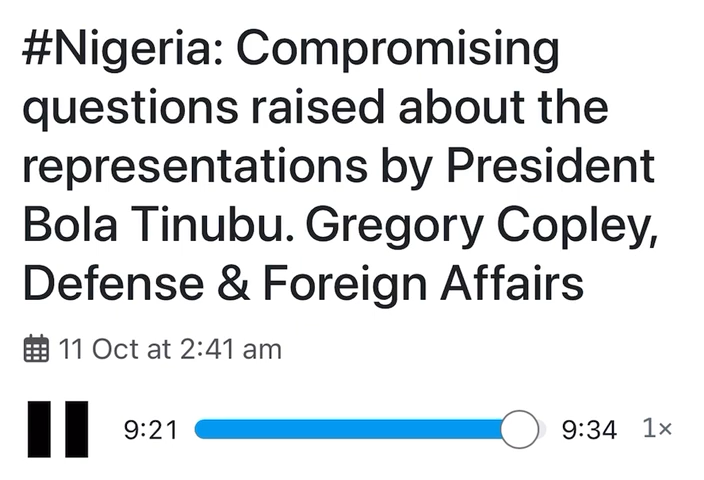 #Nigeria: Compromising
questions raised about the
representations by President
Bola Tinubu. Gregory Copley,
Defense & Foreign Affairs
11 Oct at 2:41 am
9:21 9:34 1×